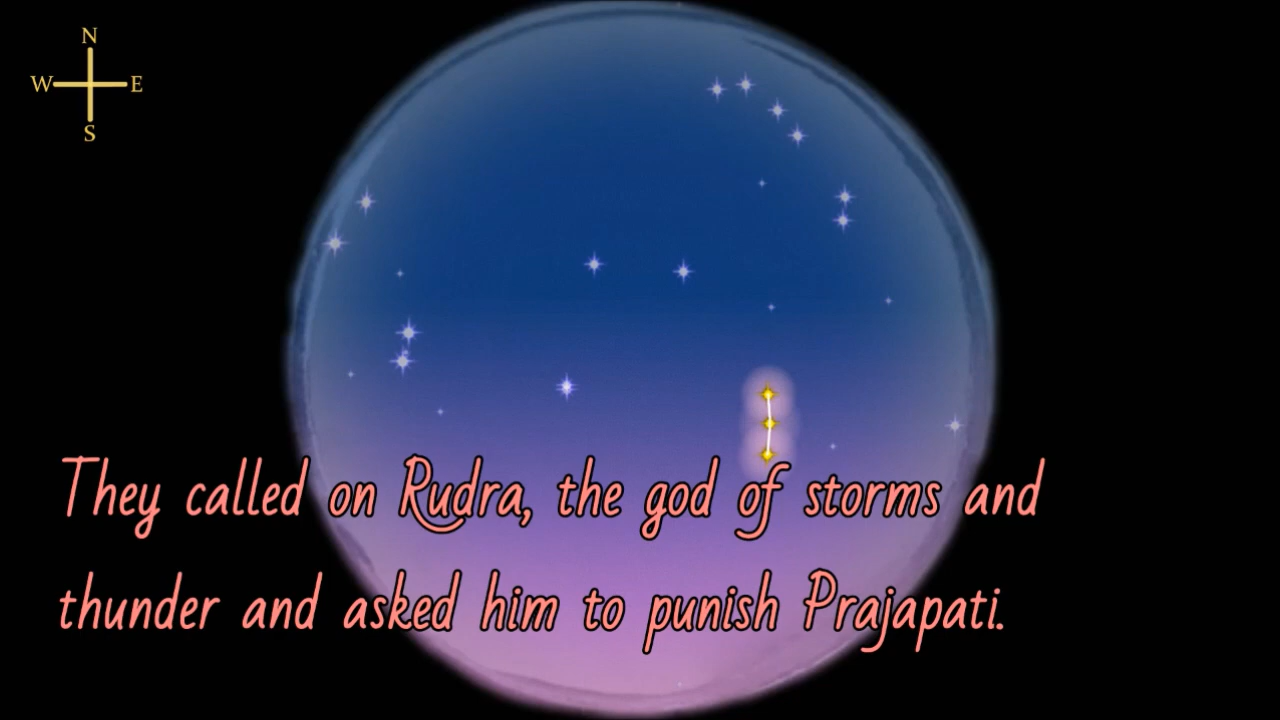 N
W E
S
They called on Rudra, the god of storms and
thunder and asked him to punish Prajapati.